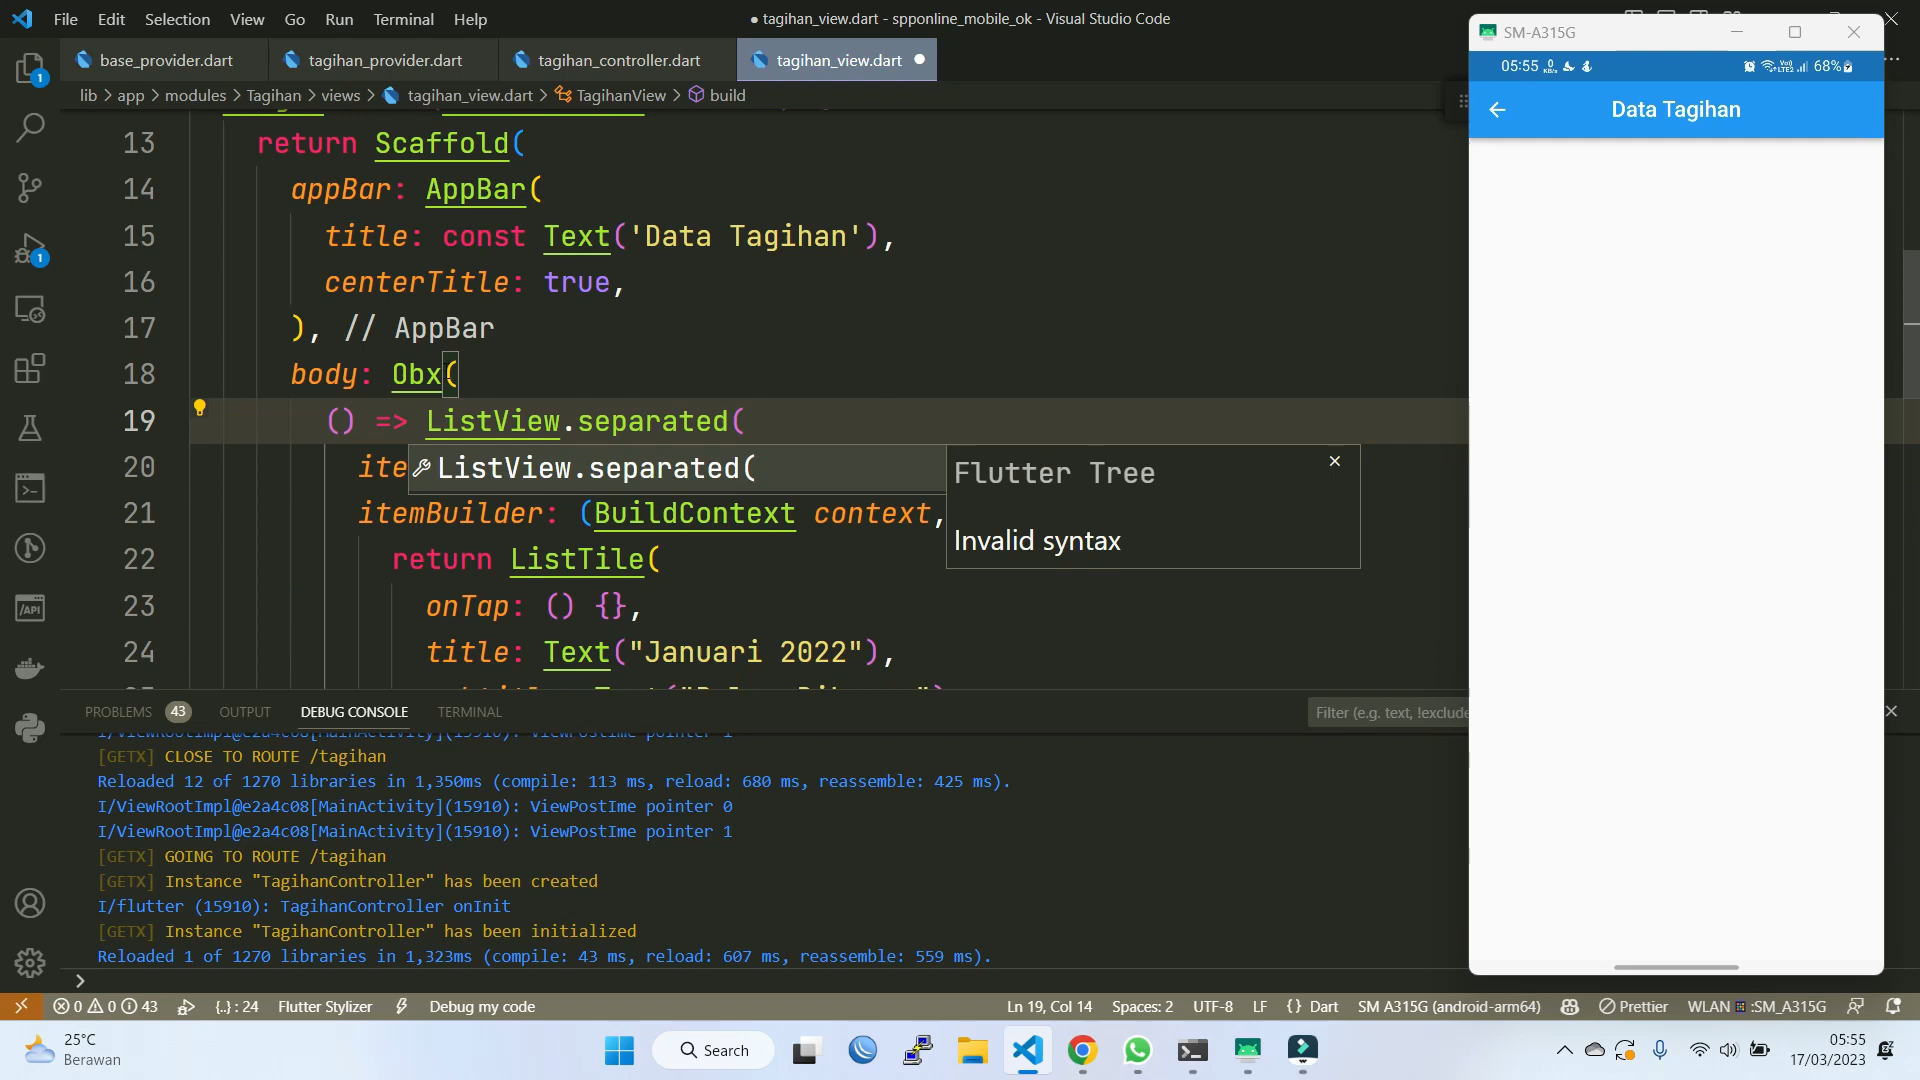 File Edit Selection View Go Run Terminal Help
● tagihan_view.dart - spponline_mobile_ok - Visual Studio Code
base_provider.dart
tagihan_provider.dart
tagihan_controller.dart
tagihan_view.dart
lib > app > modules > Tagihan > views > tagihan_view.dart > TagihanView > build
13 return Scaffold(
14 appBar: AppBar(
15 title: const Text('Data Tagihan'),
16 centerTitle: true,
17 ), // AppBar
18 body: Obx(
19 () => ListView.separated(
20 ite
ListView.separated(
Flutter Tree
Invalid syntax
21 itemBuilder: (BuildContext context,
22 return ListTile(
23 onTap: () {},
24 title: Text("Januari 2022"),
PROBLEMS 43 OUTPUT DEBUG CONSOLE TERMINAL
Filter (e.g. text, !exclude
I/ViewRootImpl@e2a4c08[MainActivity](15910): ViewPostIme pointer 1
[GETX] CLOSE TO ROUTE /tagihan
Reloaded 12 of 1270 libraries in 1,350ms (compile: 113 ms, reload: 680 ms, reassemble: 425 ms).
I/ViewRootImpl@e2a4c08[MainActivity](15910): ViewPostIme pointer 0
I/ViewRootImpl@e2a4c08[MainActivity](15910): ViewPostIme pointer 1
[GETX] GOING TO ROUTE /tagihan
[GETX] Instance "TagihanController" has been created
I/flutter (15910): TagihanController onInit
[GETX] Instance "TagihanController" has been initialized
Reloaded 1 of 1270 libraries in 1,323ms (compile: 43 ms, reload: 607 ms, reassemble: 559 ms).
SM-A315G
05:55 0 KB/s
68%
Data Tagihan
0 0 43 {..} : 24 Flutter Stylizer Debug my code
Ln 19, Col 14 Spaces: 2 UTF-8 LF {} Dart SM A315G (android-arm64) Prettier WLAN :SM_A315G
25°C
Berawan
Search
05:55
17/03/2023